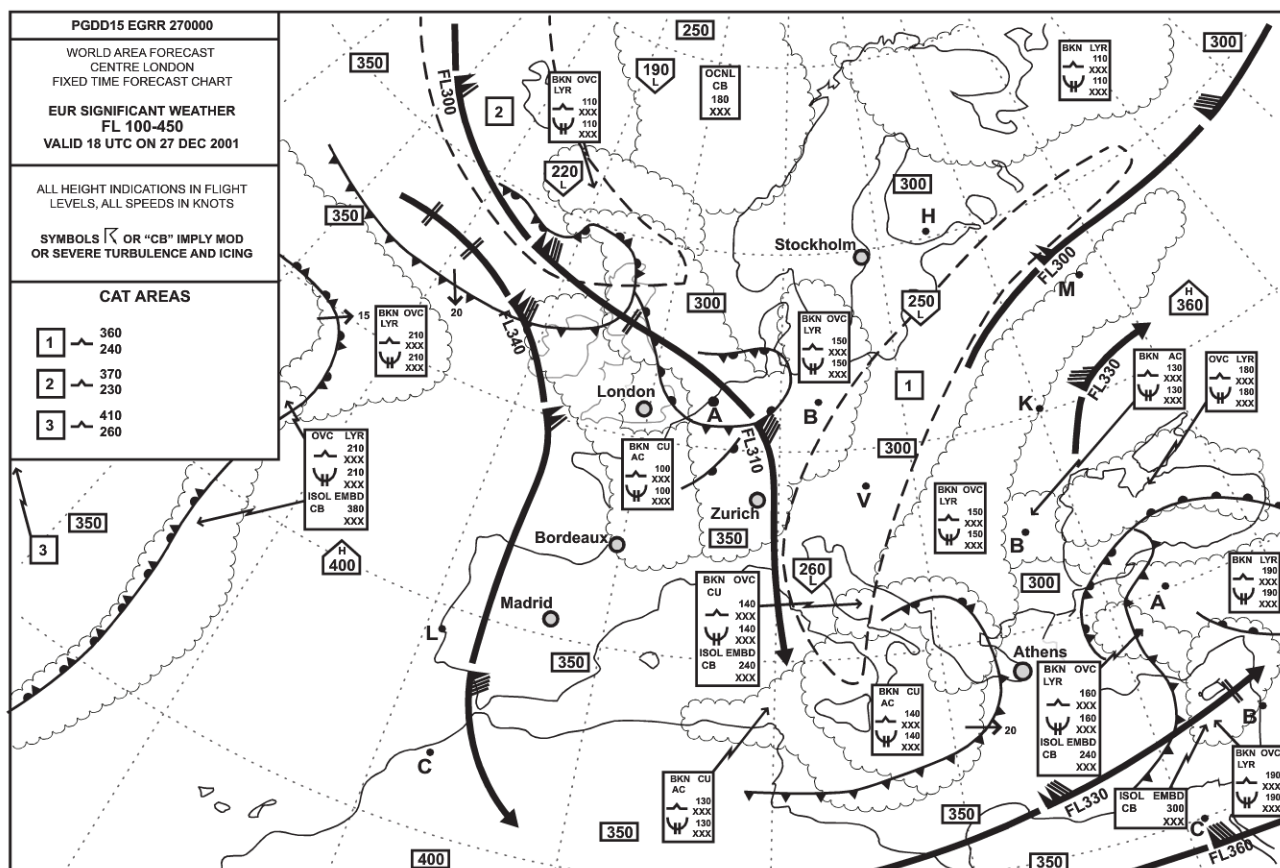 PGDD15 EGRR 270000
WORLD AREA FORECAST
CENTRE LONDON
FIXED TIME FORECAST CHART
EUR SIGNIFICANT WEATHER
FL 100-450
VALID 18 UTC ON 27 DEC 2001
ALL HEIGHT INDICATIONS IN FLIGHT
LEVELS, ALL SPEEDS IN KNOTS
SYMBOLS OR “CB” IMPLY MOD
OR SEVERE TURBULENCE AND ICING
CAT AREAS
1 360
240
2 370
230
3 410
260
350
250
300
190
L
OCNL
CB
180
XXX
BKN LYR
110
XXX
110
XXX
FL300
2
BKN OVC
LYR
110
XXX
110
XXX
220
L
350
300
H
Stockholm
FL300
M
H
360
15
20
BKN OVC
LYR
210
XXX
210
XXX
FL340
300
250
L
BKN OVC
LYR
150
XXX
150
XXX
1
BKN AC
130
XXX
130
XXX
OVC LYR
180
XXX
180
XXX
FL330
London
A
B
K
FL310
OVC LYR
210
XXX
210
XXX
ISOL EMBD
CB 380
XXX
BKN CU
AC
100
XXX
100
XXX
300
V
350
3
Zurich
Bordeaux
350
BKN OVC
LYR
150
XXX
150
XXX
B
H
400
260
L
300
BKN LYR
190
XXX
190
XXX
A
BKN OVC
CU
140
XXX
140
XXX
ISOL EMBD
CB 240
XXX
Madrid
L
350
Athens
BKN OVC
LYR
160
XXX
160
XXX
ISOL EMBD
CB 240
XXX
BKN CU
AC
140
XXX
140
XXX
20
B
C
BKN CU
AC
130
XXX
130
XXX
BKN OVC
LYR
190
XXX
190
XXX
FL330
ISOL EMBD
CB 300
XXX
350
350
C
FL360
400
350